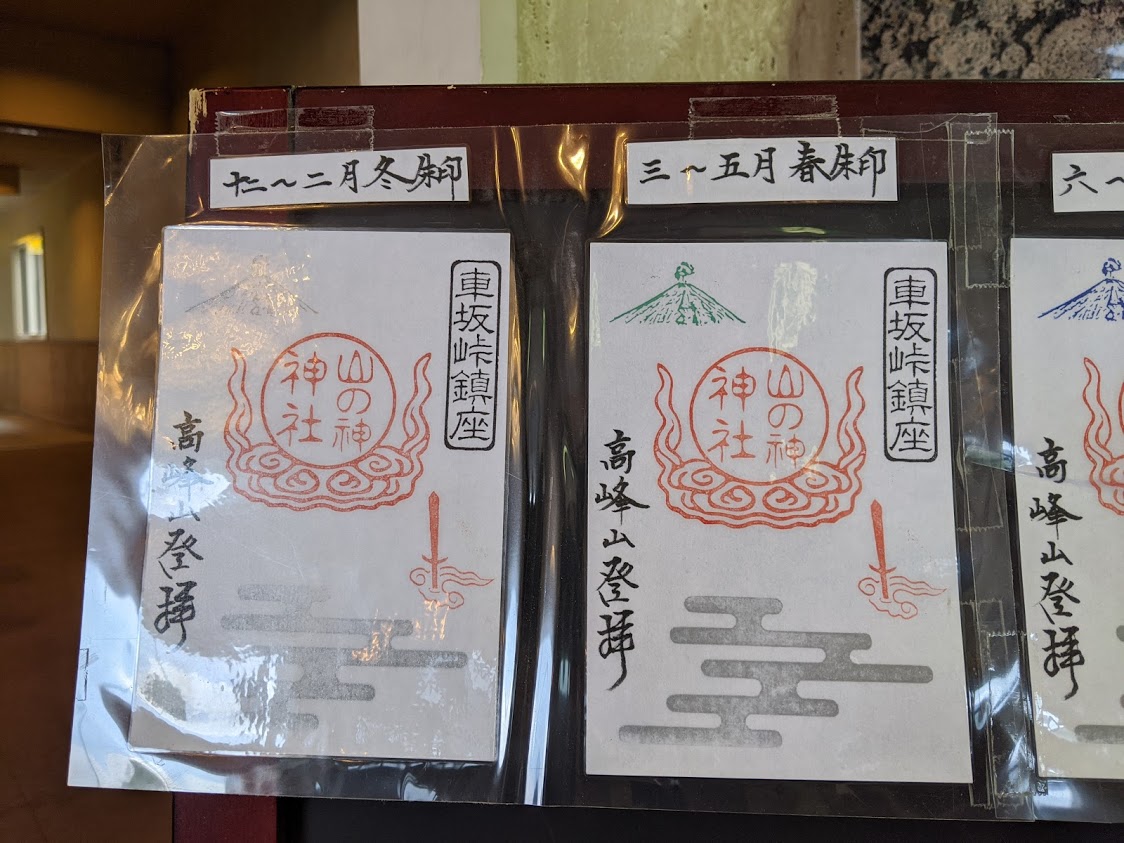 十二～二月冬朱印
車坂峠鎮座
山の神
神社
高峰山登拝
三～五月春朱印
車坂峠鎮座
山の神
神社
高峰山登拝
六～
高峰山登拝